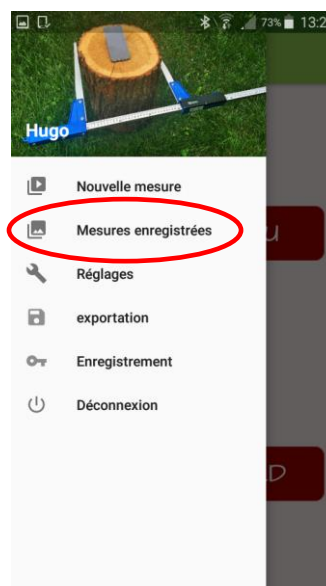 73% 13:2
Hugo
Nouvelle mesure
Mesures enregistrées
U
Réglages
exportation
Enregistrement
Déconnexion
D